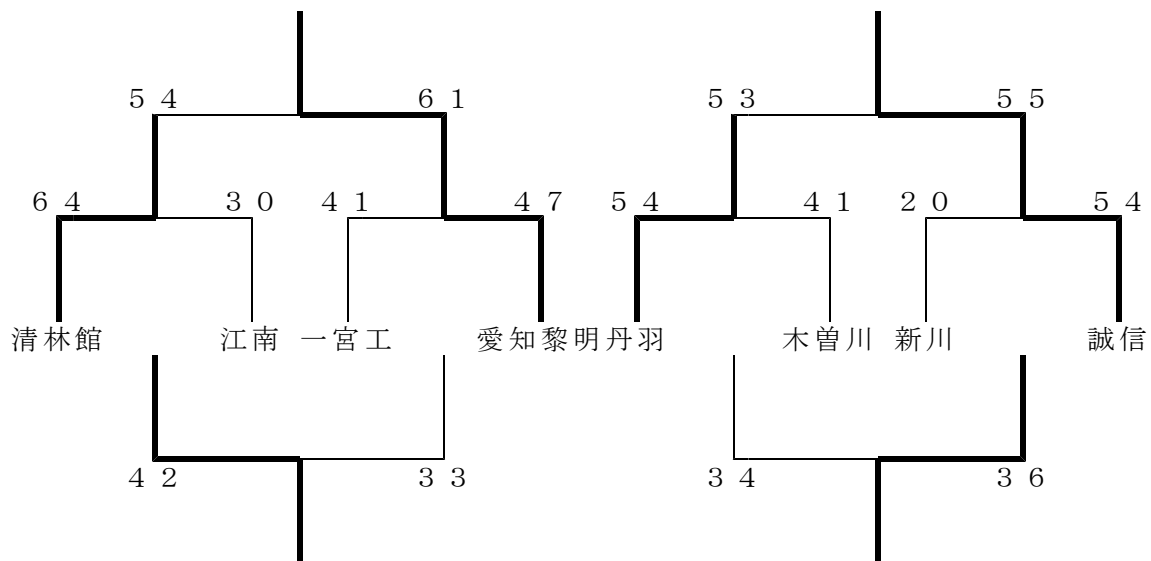 ５４ ６１ ５３ ５５
６４ ３０ ４１ ４７ ５４ ４１ ２０ ５４
清林館 江南 一宮工 愛知黎明 丹羽 木曽川 新川 誠信
４２ ３３ ３４ ３６